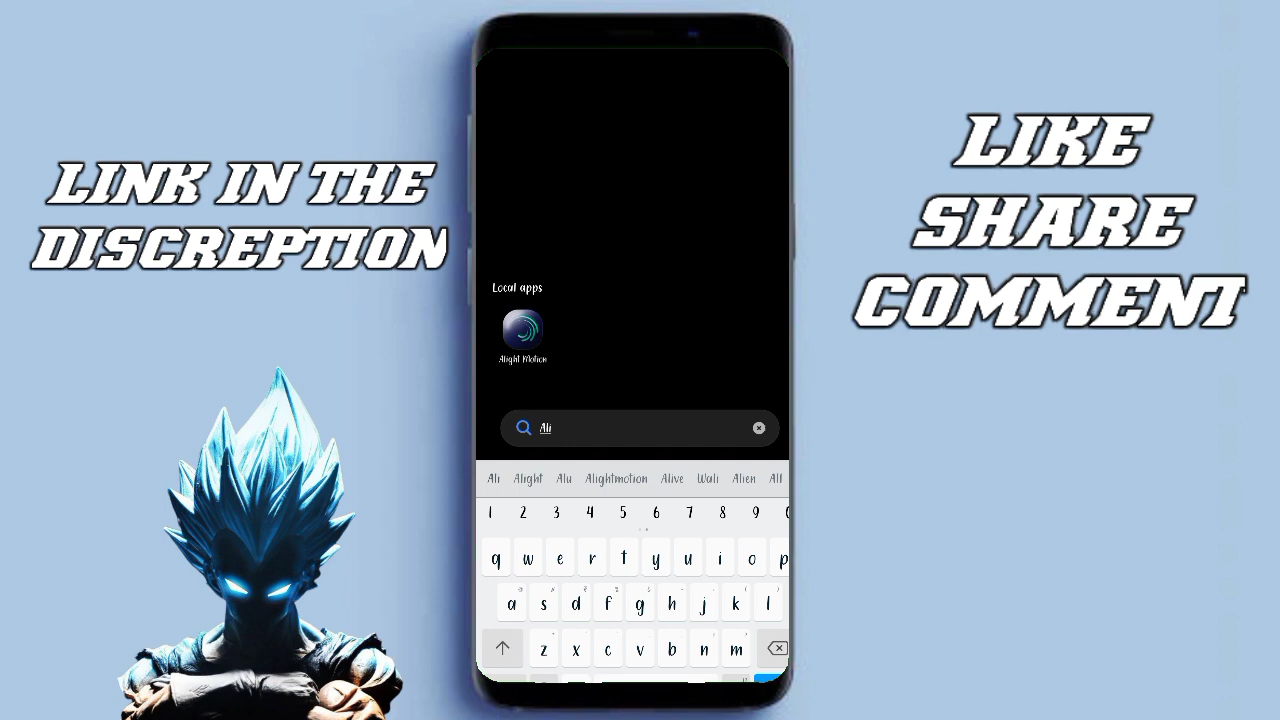 LINK IN THE
DISCREPTION
LIKE
SHARE
COMMENT
Local apps
Alight Motion
Ali
Ali Alight Alu Alightmotion Alive Wali Alien All
1 2 3 4 5 6 7 8 9
q w e r t y u i o p
a s d f g h j k l
z x c v b n m